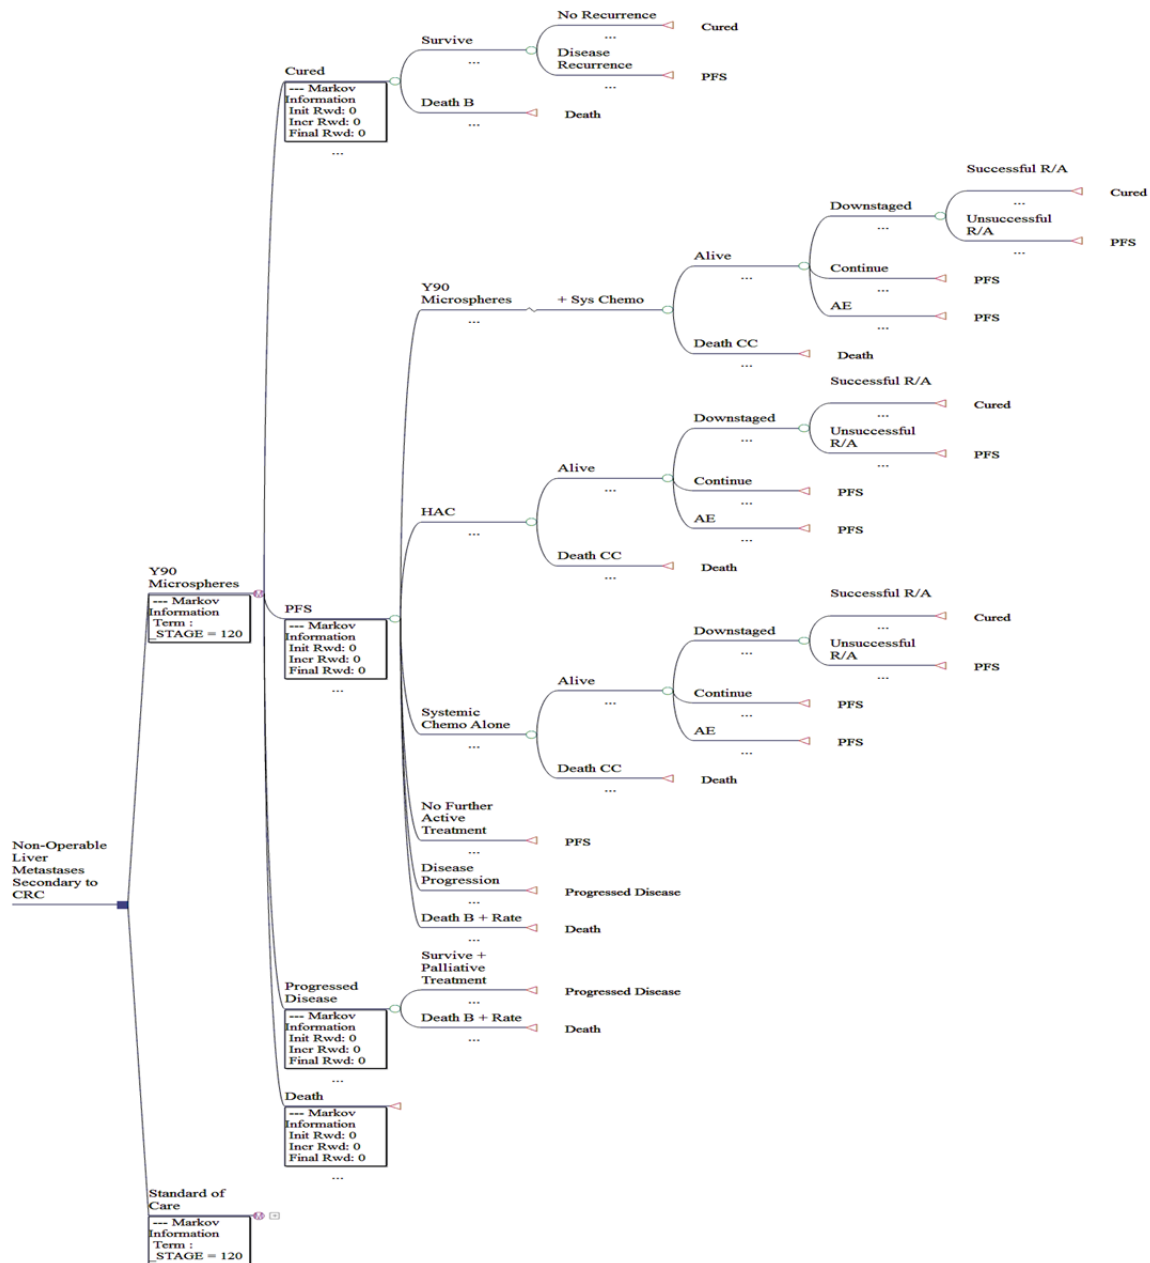 No Recurrence
...
Cured
Survive
...
Disease
Recurrence
...
PFS
Cured
--- Markov
Information
Init Rwd: 0
Incr Rwd: 0
Final Rwd: 0
...
Death B
...
Death
Successful R/A
...
Cured
Downstaged
...
Unsuccessful
R/A
...
PFS
Alive
...
Continue
...
PFS
Y90
Microspheres
...
+ Sys Chemo
AE
...
PFS
Death CC
...
Death
Successful R/A
...
Cured
Downstaged
...
Unsuccessful
R/A
...
PFS
Alive
...
Continue
...
PFS
HAC
...
AE
...
PFS
Death CC
...
Death
Y90
Microspheres
--- Markov
Information
Term :
_STAGE = 120
PFS
--- Markov
Information
Init Rwd: 0
Incr Rwd: 0
Final Rwd: 0
...
Successful R/A
...
Cured
Downstaged
...
Unsuccessful
R/A
...
PFS
Alive
...
Continue
...
PFS
Systemic
Chemo Alone
...
AE
...
PFS
Death CC
...
Death
No Further
Active
Treatment
...
PFS
Non-Operable
Liver
Metastases
Secondary to
CRC
Disease
Progression
...
Progressed Disease
Death B + Rate
...
Death
Progressed
Disease
--- Markov
Information
Init Rwd: 0
Incr Rwd: 0
Final Rwd: 0
...
Survive +
Palliative
Treatment
...
Progressed Disease
Death B + Rate
...
Death
Death
--- Markov
Information
Init Rwd: 0
Incr Rwd: 0
Final Rwd: 0
...
Standard of
Care
--- Markov
Information
Term :
_STAGE = 120